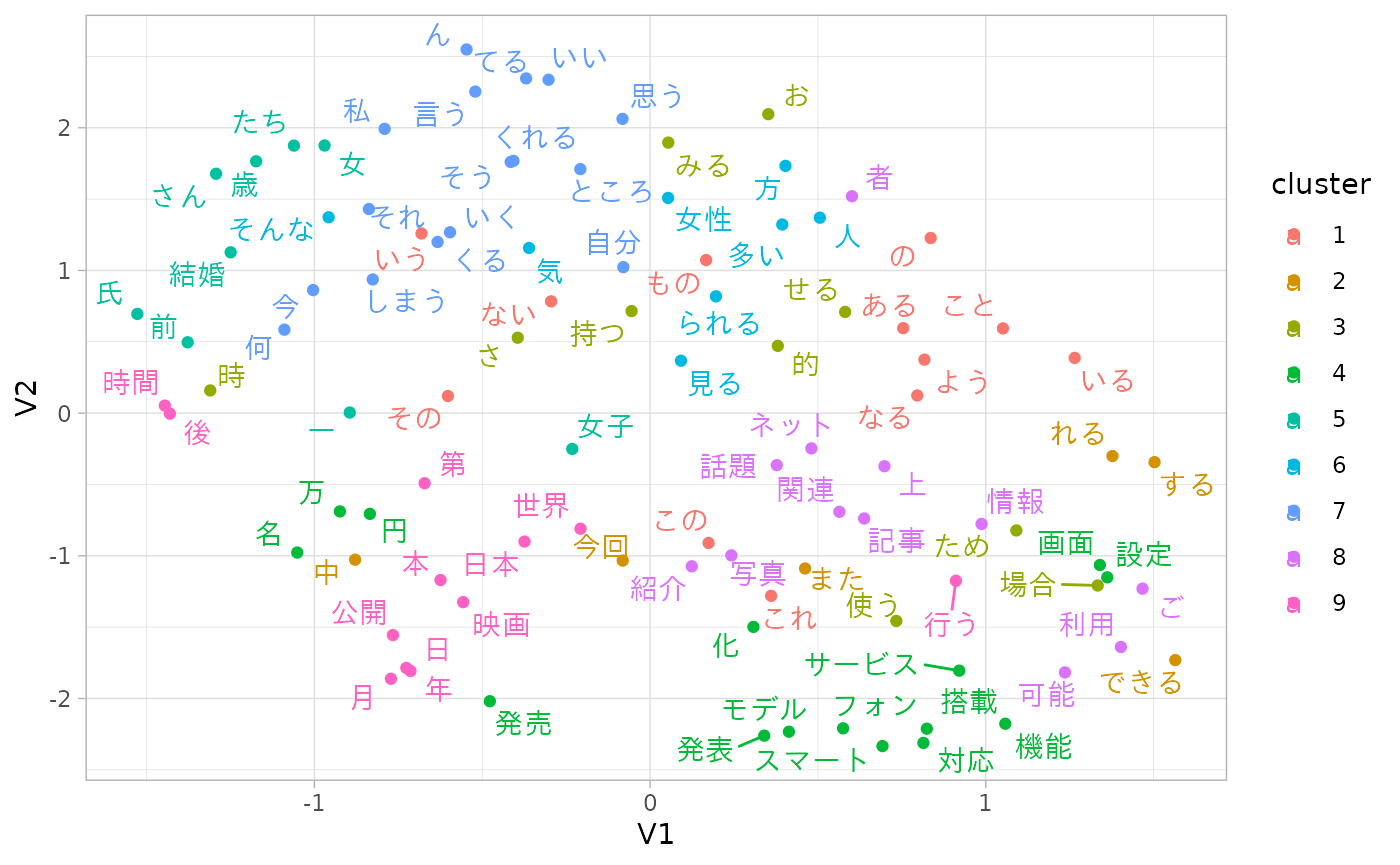 ん
てる
いい
思う
お
私
言う
たち
くれる
女
みる
そう
方
者
さん
歳
ところ
女性
それ
いく
そんな
自分
多い
人
いう
くる
気
の
結婚
もの
せる
氏
今
しまう
ない
ある
こと
前
何
持つ
られる
さ
的
時間
時
見る
よう
いる
後
一
その
女子
ネット
なる
れる
第
話題
する
万
世界
関連
上
情報
名
円
この
今回
記事
ため
画面
設定
中
本
日本
紹介
写真
また
場合
公開
映画
これ
使う
行う
利用
ご
日
化
サービス
月
年
可能
できる
発売
モデル
フォン
搭載
発表
スマート
対応
機能
2
1
0
-1
-2
V2
-1
0
1
V1
cluster
a 1
a 2
a 3
a 4
a 5
a 6
a 7
a 8
a 9